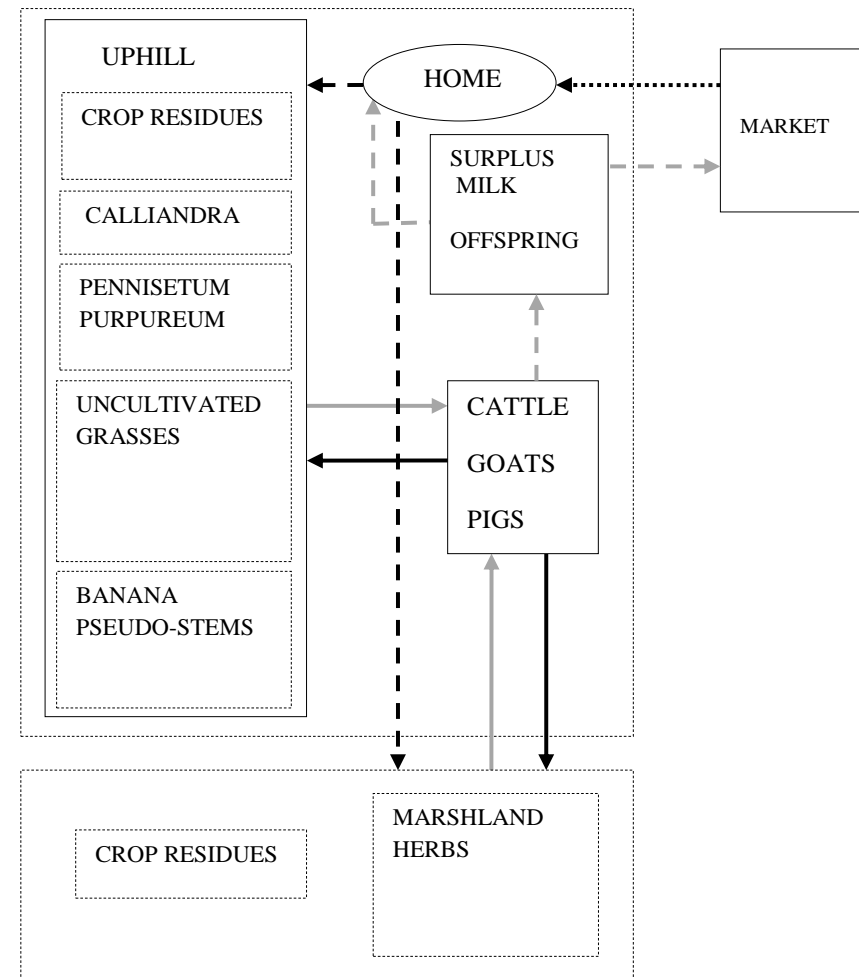 UPHILL
CROP RESIDUES
CALLIANDRA
PENNISETUM
PURPUREUM
UNCULTIVATED
GRASSES
BANANA
PSEUDO-STEMS
HOME
SURPLUS
MILK
OFFSPRING
MARKET
CATTLE
GOATS
PIGS
CROP RESIDUES
MARSHLAND
HERBS